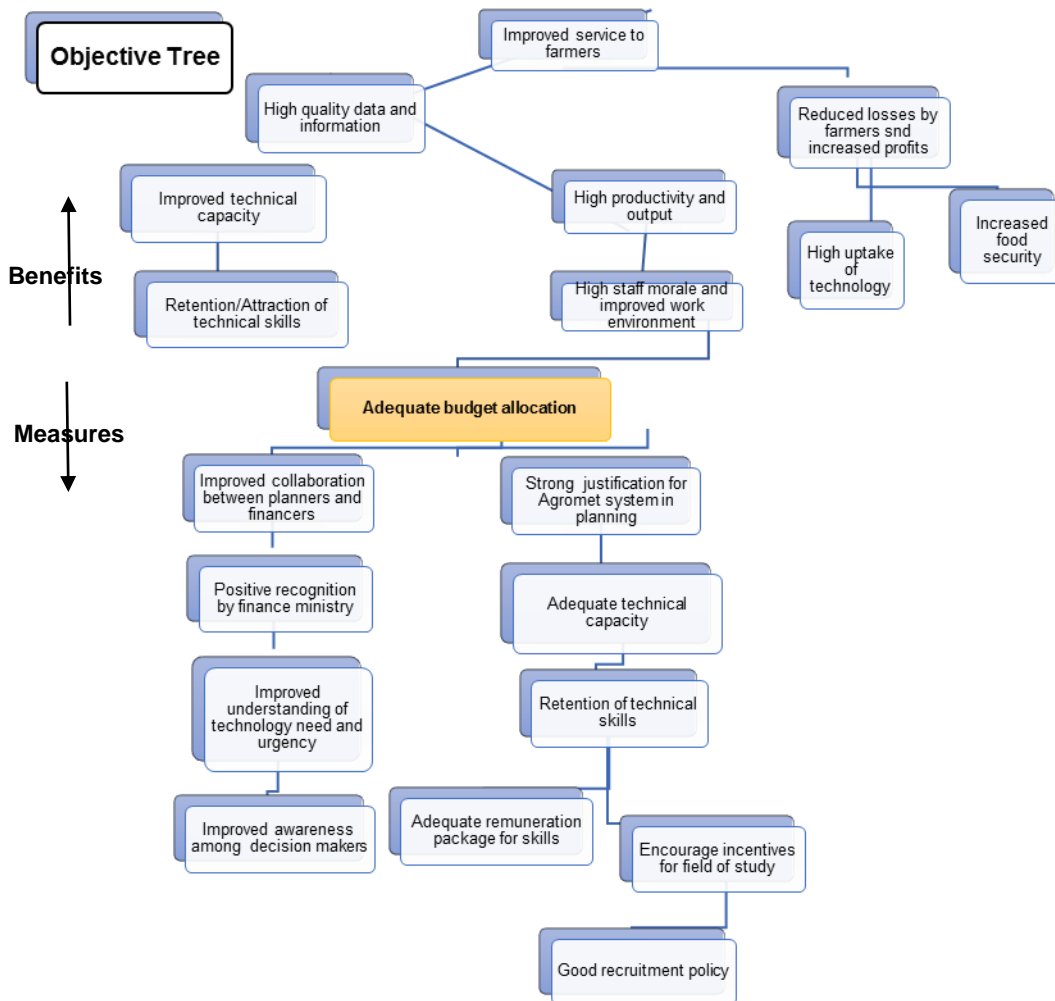 Objective Tree
Improved service to
farmers
High quality data and
information
Reduced losses by
farmers snd
increased profits
Improved technical
capacity
High productivity and
output
Increased
food
security
High uptake
of
technology
Benefits
Retention/Attraction of
technical skills
High staff morale and
improved work
environment
Adequate budget allocation
Measures
Improved collaboration
between planners and
financers
Strong justification for
Agromet system in
planning
Positive recognition
by finance ministry
Adequate technical
capacity
Improved
understanding of
technology need and
urgency
Retention of technical
skills
Improved awareness
among decision makers
Adequate remuneration
package for skills
Encourage incentives
for field of study
Good recruitment policy